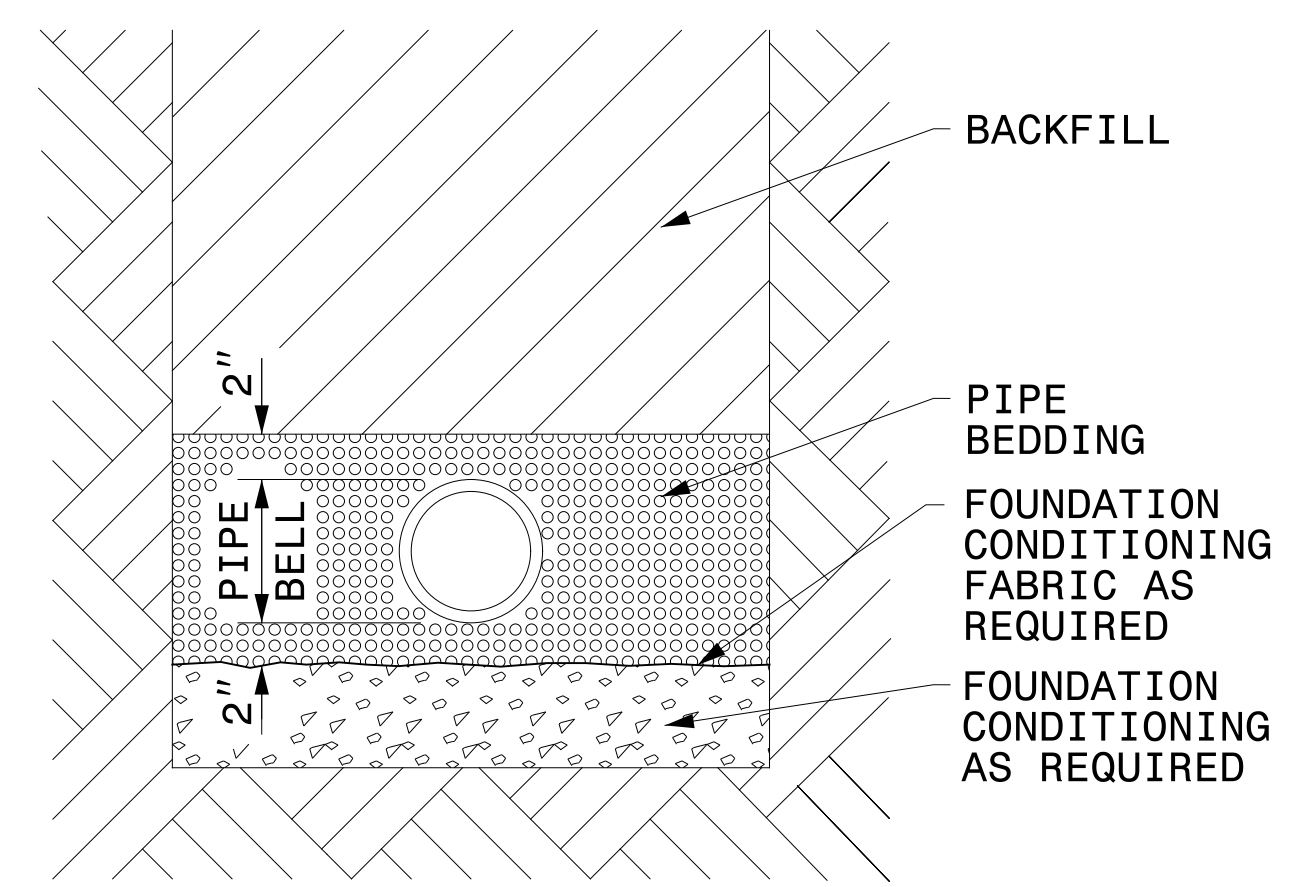 BACKFILL
2"
PIPE
BEDDING
PIPE
BELL
FOUNDATION
CONDITIONING
FABRIC AS
REQUIRED
2"
FOUNDATION
CONDITIONING
AS REQUIRED